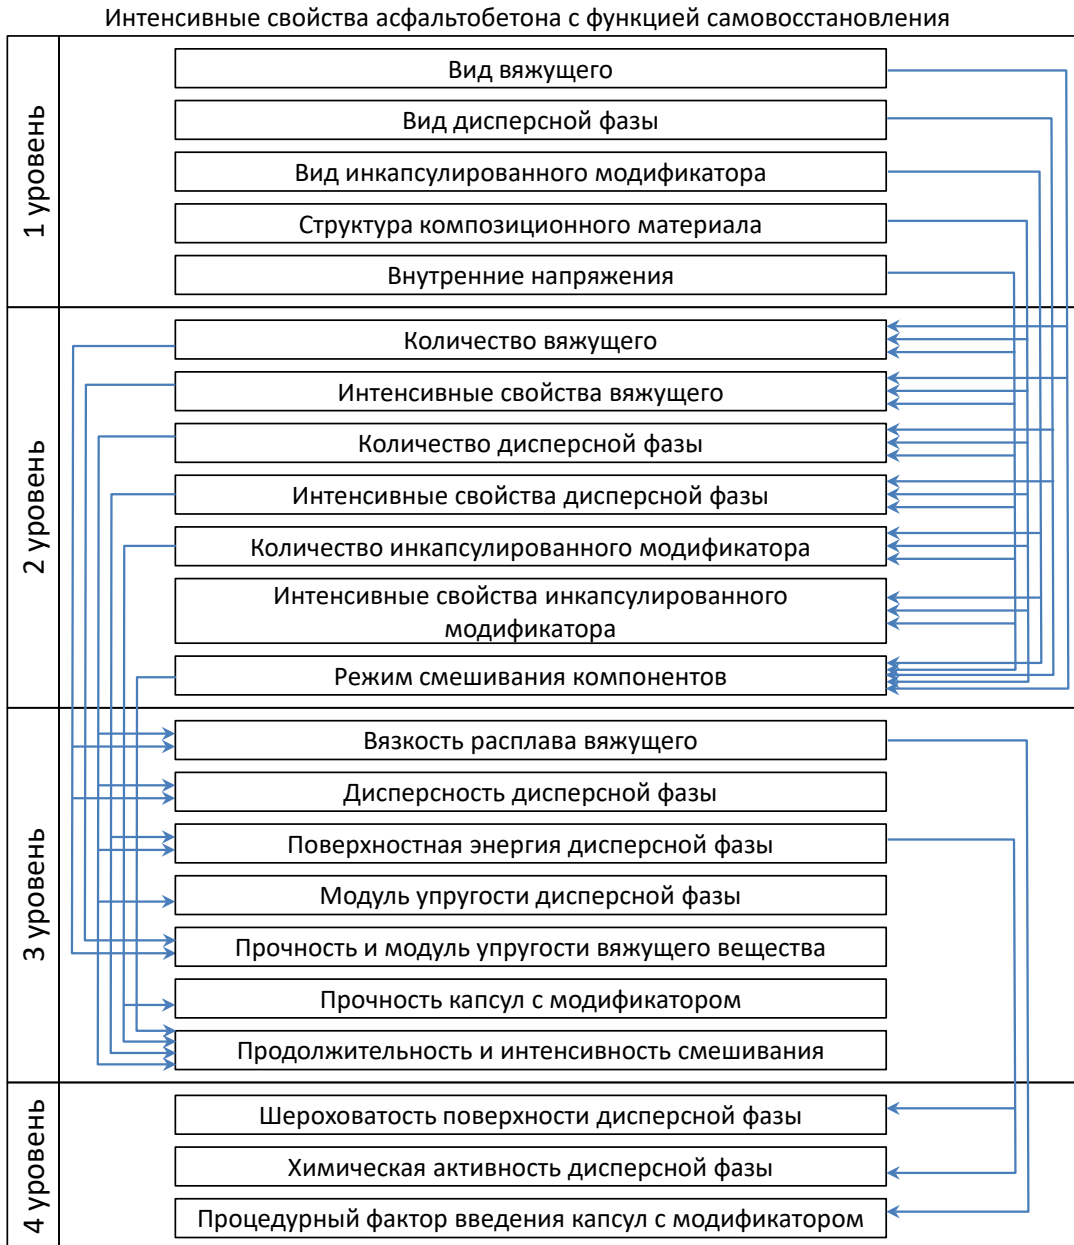 Интенсивные свойства асфальтобетона с функцией самовосстановления
1 уровень
Вид вяжущего
Вид дисперсной фазы
Вид инкапсулированного модификатора
Структура композиционного материала
Внутренние напряжения
2 уровень
Количество вяжущего
Интенсивные свойства вяжущего
Количество дисперсной фазы
Интенсивные свойства дисперсной фазы
Количество инкапсулированного модификатора
Интенсивные свойства инкапсулированного
модификатора
Режим смешивания компонентов
3 уровень
Вязкость расплава вяжущего
Дисперсность дисперсной фазы
Поверхностная энергия дисперсной фазы
Модуль упругости дисперсной фазы
Прочность и модуль упругости вяжущего вещества
Прочность капсул с модификатором
Продолжительность и интенсивность смешивания
4 уровень
Шероховатость поверхности дисперсной фазы
Химическая активность дисперсной фазы
Процедурный фактор введения капсул с модификатором